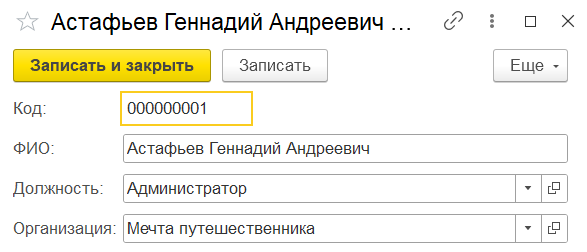 Астафьев Геннадий Андреевич ...
Записать и закрыть Записать Еще
Код: 000000001
ФИО: Астафьев Геннадий Андреевич
Должность: Администратор
Организация: Мечта путешественника